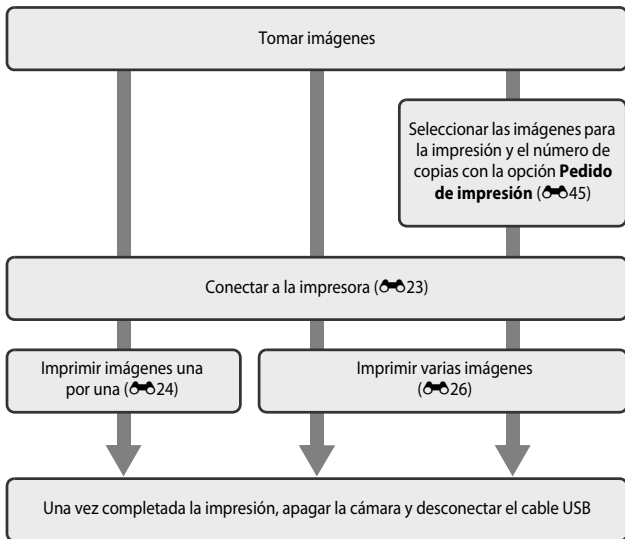 Tomar imágenes
Seleccionar las imágenes para
la impresión y el número de
copias con la opción Pedido
de impresión (45)
Conectar a la impresora (23)
Imprimir imágenes una
por una (24)
Imprimir varias imágenes
(26)
Una vez completada la impresión, apagar la cámara y desconectar el cable USB